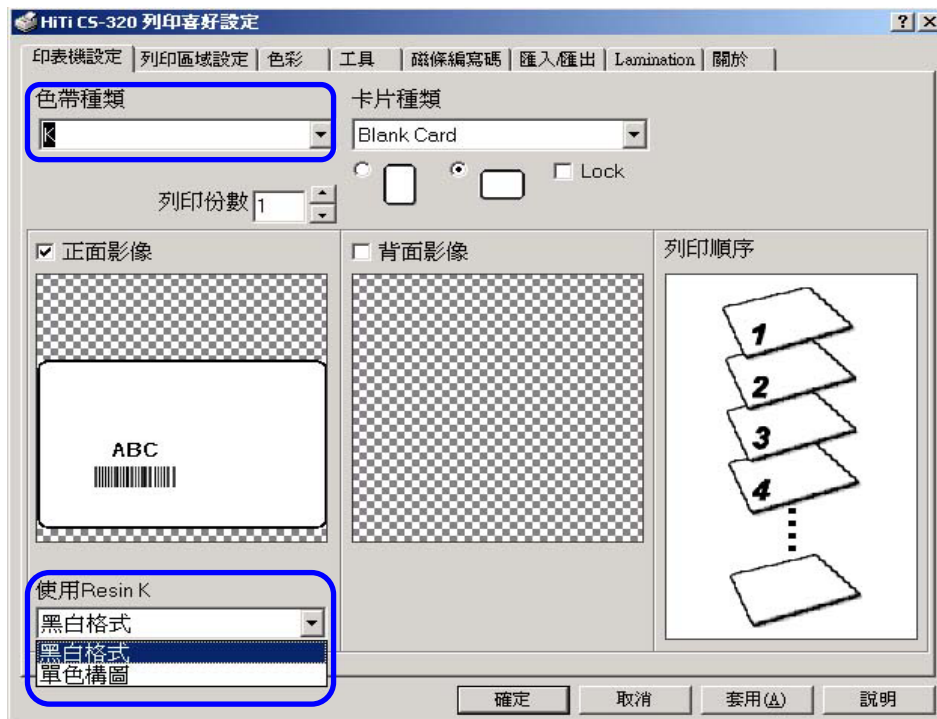 HiTi CS-320 列印喜好設定
印表機設定 列印區域設定 色彩 工具 磁條編寫碼 匯入/匯出 Lamination 關於
色帶種類 卡片種類
K Blank Card
Lock
列印份數 1
正面影像 背面影像 列印順序
1
2
3
4
ABC
使用Resin K
黑白格式
黑白格式
單色構圖
確定 取消 套用(A) 説明